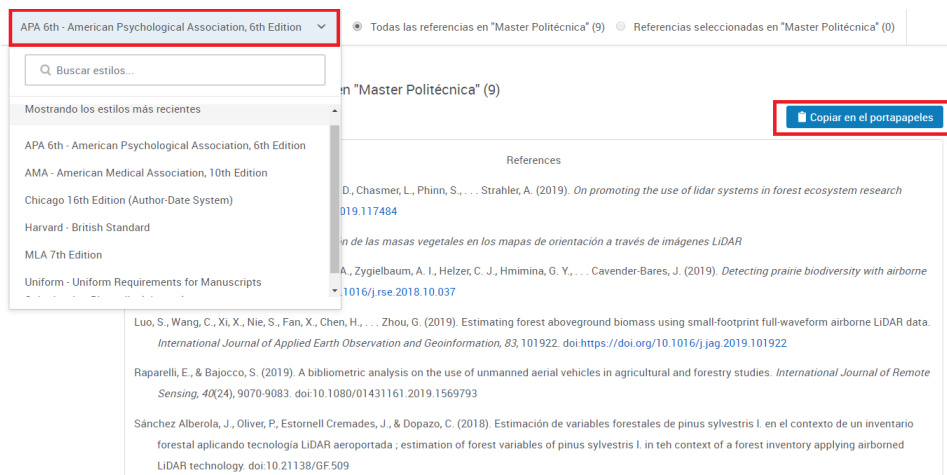 APA 6th - American Psychological Association, 6th Edition
Todas las referencias en "Master Politécnica" (9)
Referencias seleccionadas en "Master Politécnica" (0)
Buscar estilos...
en "Master Politécnica" (9)
Mostrando los estilos más recientes
Copiar en el portapapeles
APA 6th - American Psychological Association, 6th Edition
AMA - American Medical Association, 10th Edition
Chicago 16th Edition (Author-Date System)
Harvard - British Standard
MLA 7th Edition
Uniform - Uniform Requirements for Manuscripts
References
D., Chasmer, L., Phinn, S., . . . Strahler, A. (2019). On promoting the use of lidar systems in forest ecosystem research
019.117484
de las masas vegetales en los mapas de orientación a través de imágenes LiDAR
A., Zygielbaum, A. I., Helzer, C. J., Hmimina, G. Y., . . . Cavender-Bares, J. (2019). Detecting prairie biodiversity with airborne
.1016/j.rse.2018.10.037
Luo, S., Wang, C., Xi, X., Nie, S., Fan, X., Chen, H., . . . Zhou, G. (2019). Estimating forest aboveground biomass using small-footprint full-waveform airborne LiDAR data.
International Journal of Applied Earth Observation and Geoinformation, 83, 101922. doi:https://doi.org/10.1016/j.jag.2019.101922
Raparelli, E., & Bajocco, S. (2019). A bibliometric analysis on the use of unmanned aerial vehicles in agricultural and forestry studies. International Journal of Remote
Sensing, 40(24), 9070-9083. doi:10.1080/01431161.2019.1569793
Sánchez Alberola, J., Oliver, P., Estornell Cremades, J., & Dopazo, C. (2018). Estimación de variables forestales de pinus sylvestris l. en el contexto de un inventario
forestal aplicando tecnología LiDAR aeroportada ; estimation of forest variables of pinus sylvestris l. in teh context of a forest inventory applying airborned
LiDAR technology. doi:10.21138/GF.509